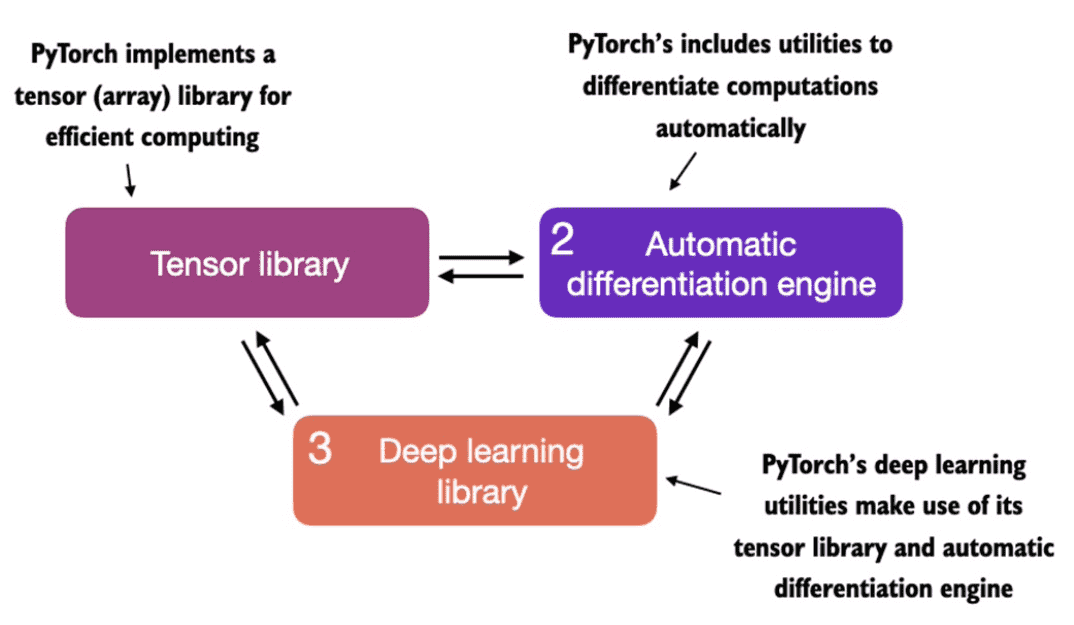 PyTorch implements a
tensor (array) library for
efficient computing
PyTorch's includes utilities to
differentiate computations
automatically
Tensor library
2
Automatic
differentiation engine
3
Deep learning
library
PyTorch's deep learning
utilities make use of its
tensor library and automatic
differentiation engine